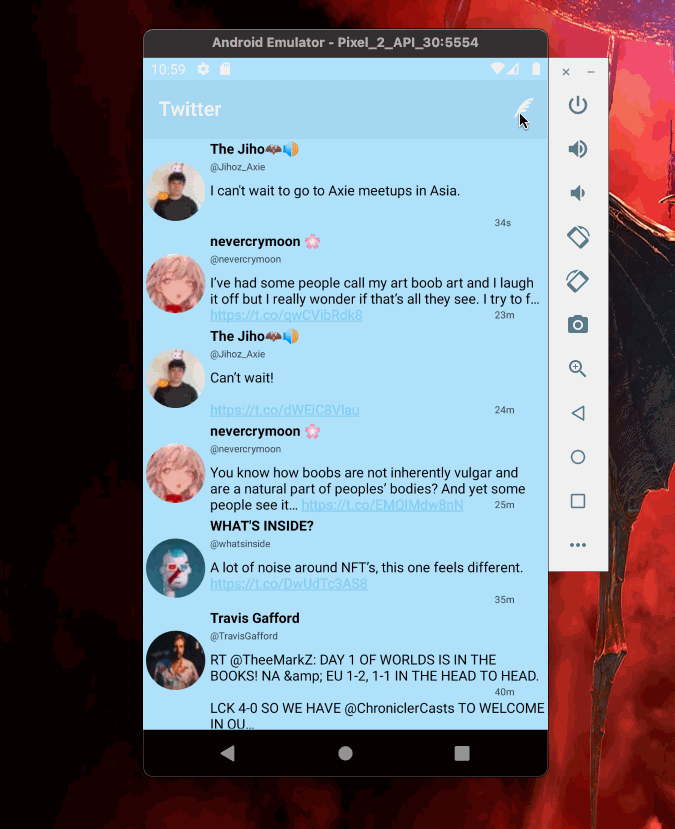 Android Emulator - Pixel_2_API_30:5554
10:59
Twitter
The Jiho🦇🔊
@Jihoz_Axie
I can't wait to go to Axie meetups in Asia.
34s
nevercrymoon 🌸
@nevercrymoon
I've had some people call my art boob art and I laugh
it off but I really wonder if that's all they see. I try to f…
https://t.co/qwCVibRdk8
23m
The Jiho🦇🔊
@Jihoz_Axie
Can't wait!
https://t.co/dWEiC8Vlau
24m
nevercrymoon 🌸
@nevercrymoon
You know how boobs are not inherently vulgar and
are a natural part of peoples' bodies? And yet some
people see it… https://t.co/EMOIMdw8nN
25m
WHAT'S INSIDE?
@whatsinside
A lot of noise around NFT's, this one feels different.
https://t.co/DwUdTc3AS8
35m
Travis Gafford
@TravisGafford
RT @TheeMarkZ: DAY 1 OF WORLDS IS IN THE
BOOKS! NA &amp; EU 1-2, 1-1 IN THE HEAD TO HEAD.
40m
LCK 4-0 SO WE HAVE @ChroniclerCasts TO WELCOME
IN OU…